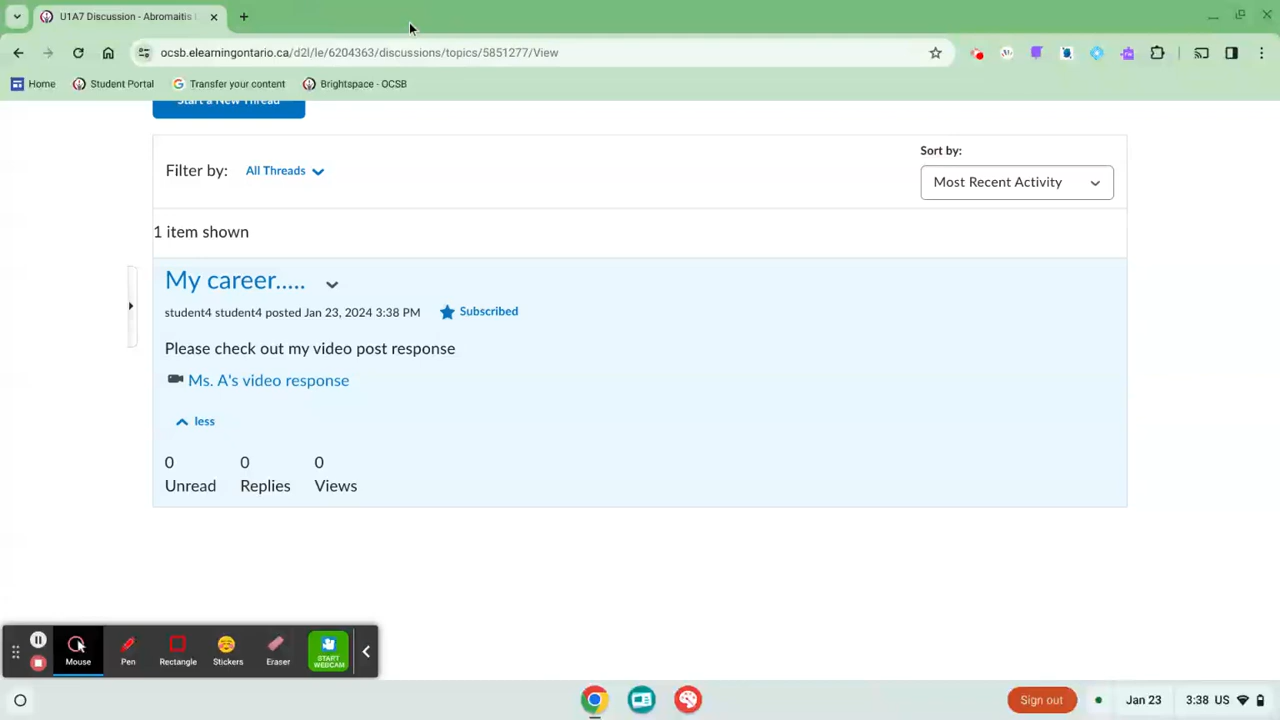 U1A7 Discussion - Abromaitis
ocsb.elearningontario.ca/d2l/le/6204363/discussions/topics/5851277/View
Home Student Portal Transfer your content Brightspace - OCSB
Start a New Thread
Filter by: All Threads
Sort by:
Most Recent Activity
1 item shown
My career.....
student4 student4 posted Jan 23, 2024 3:38 PM Subscribed
Please check out my video post response
Ms. A's video response
less
0 0 0
Unread Replies Views
Mouse Pen Rectangle Stickers Eraser START WEBCAM
Sign out Jan 23 3:38 US